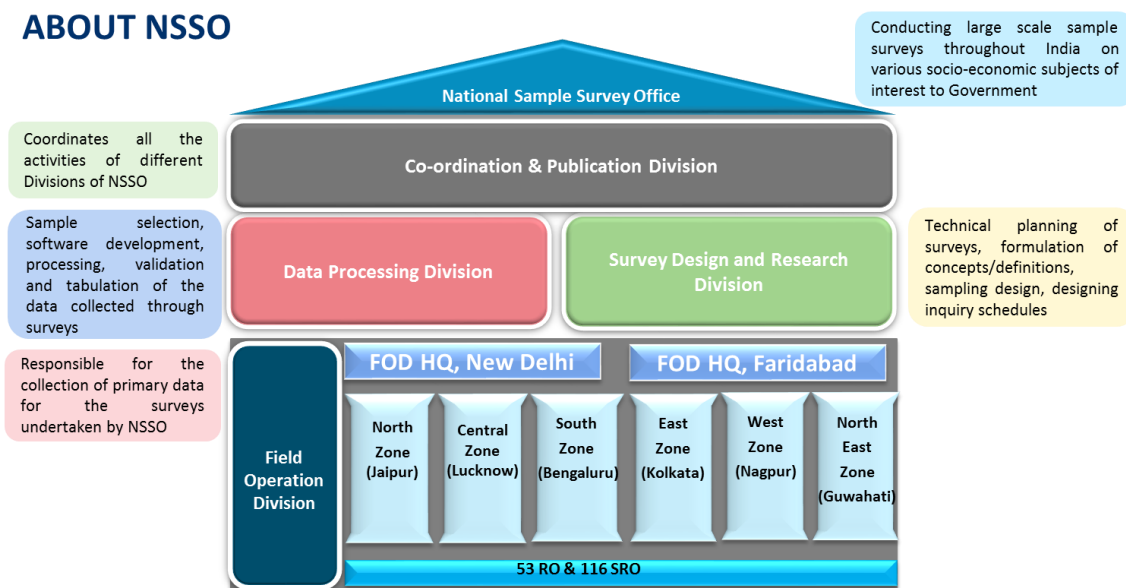 ABOUT NSSO
Conducting large scale sample
surveys throughout India on
various socio-economic subjects of
interest to Government
National Sample Survey Office
Coordinates all the
activities of different
Divisions of NSSO
Co-ordination & Publication Division
Sample selection,
software development,
processing, validation
and tabulation of the
data collected through
surveys
Data Processing Division
Survey Design and Research
Division
Technical planning of
surveys, formulation of
concepts/definitions,
sampling design, designing
inquiry schedules
Responsible for the
collection of primary data
for the surveys
undertaken by NSSO
Field
Operation
Division
FOD HQ, New Delhi
FOD HQ, Faridabad
North
Zone
(Jaipur)
Central
Zone
(Lucknow)
South
Zone
(Bengaluru)
East
Zone
(Kolkata)
West
Zone
(Nagpur)
North
East
Zone
(Guwahati)
53 RO & 116 SRO